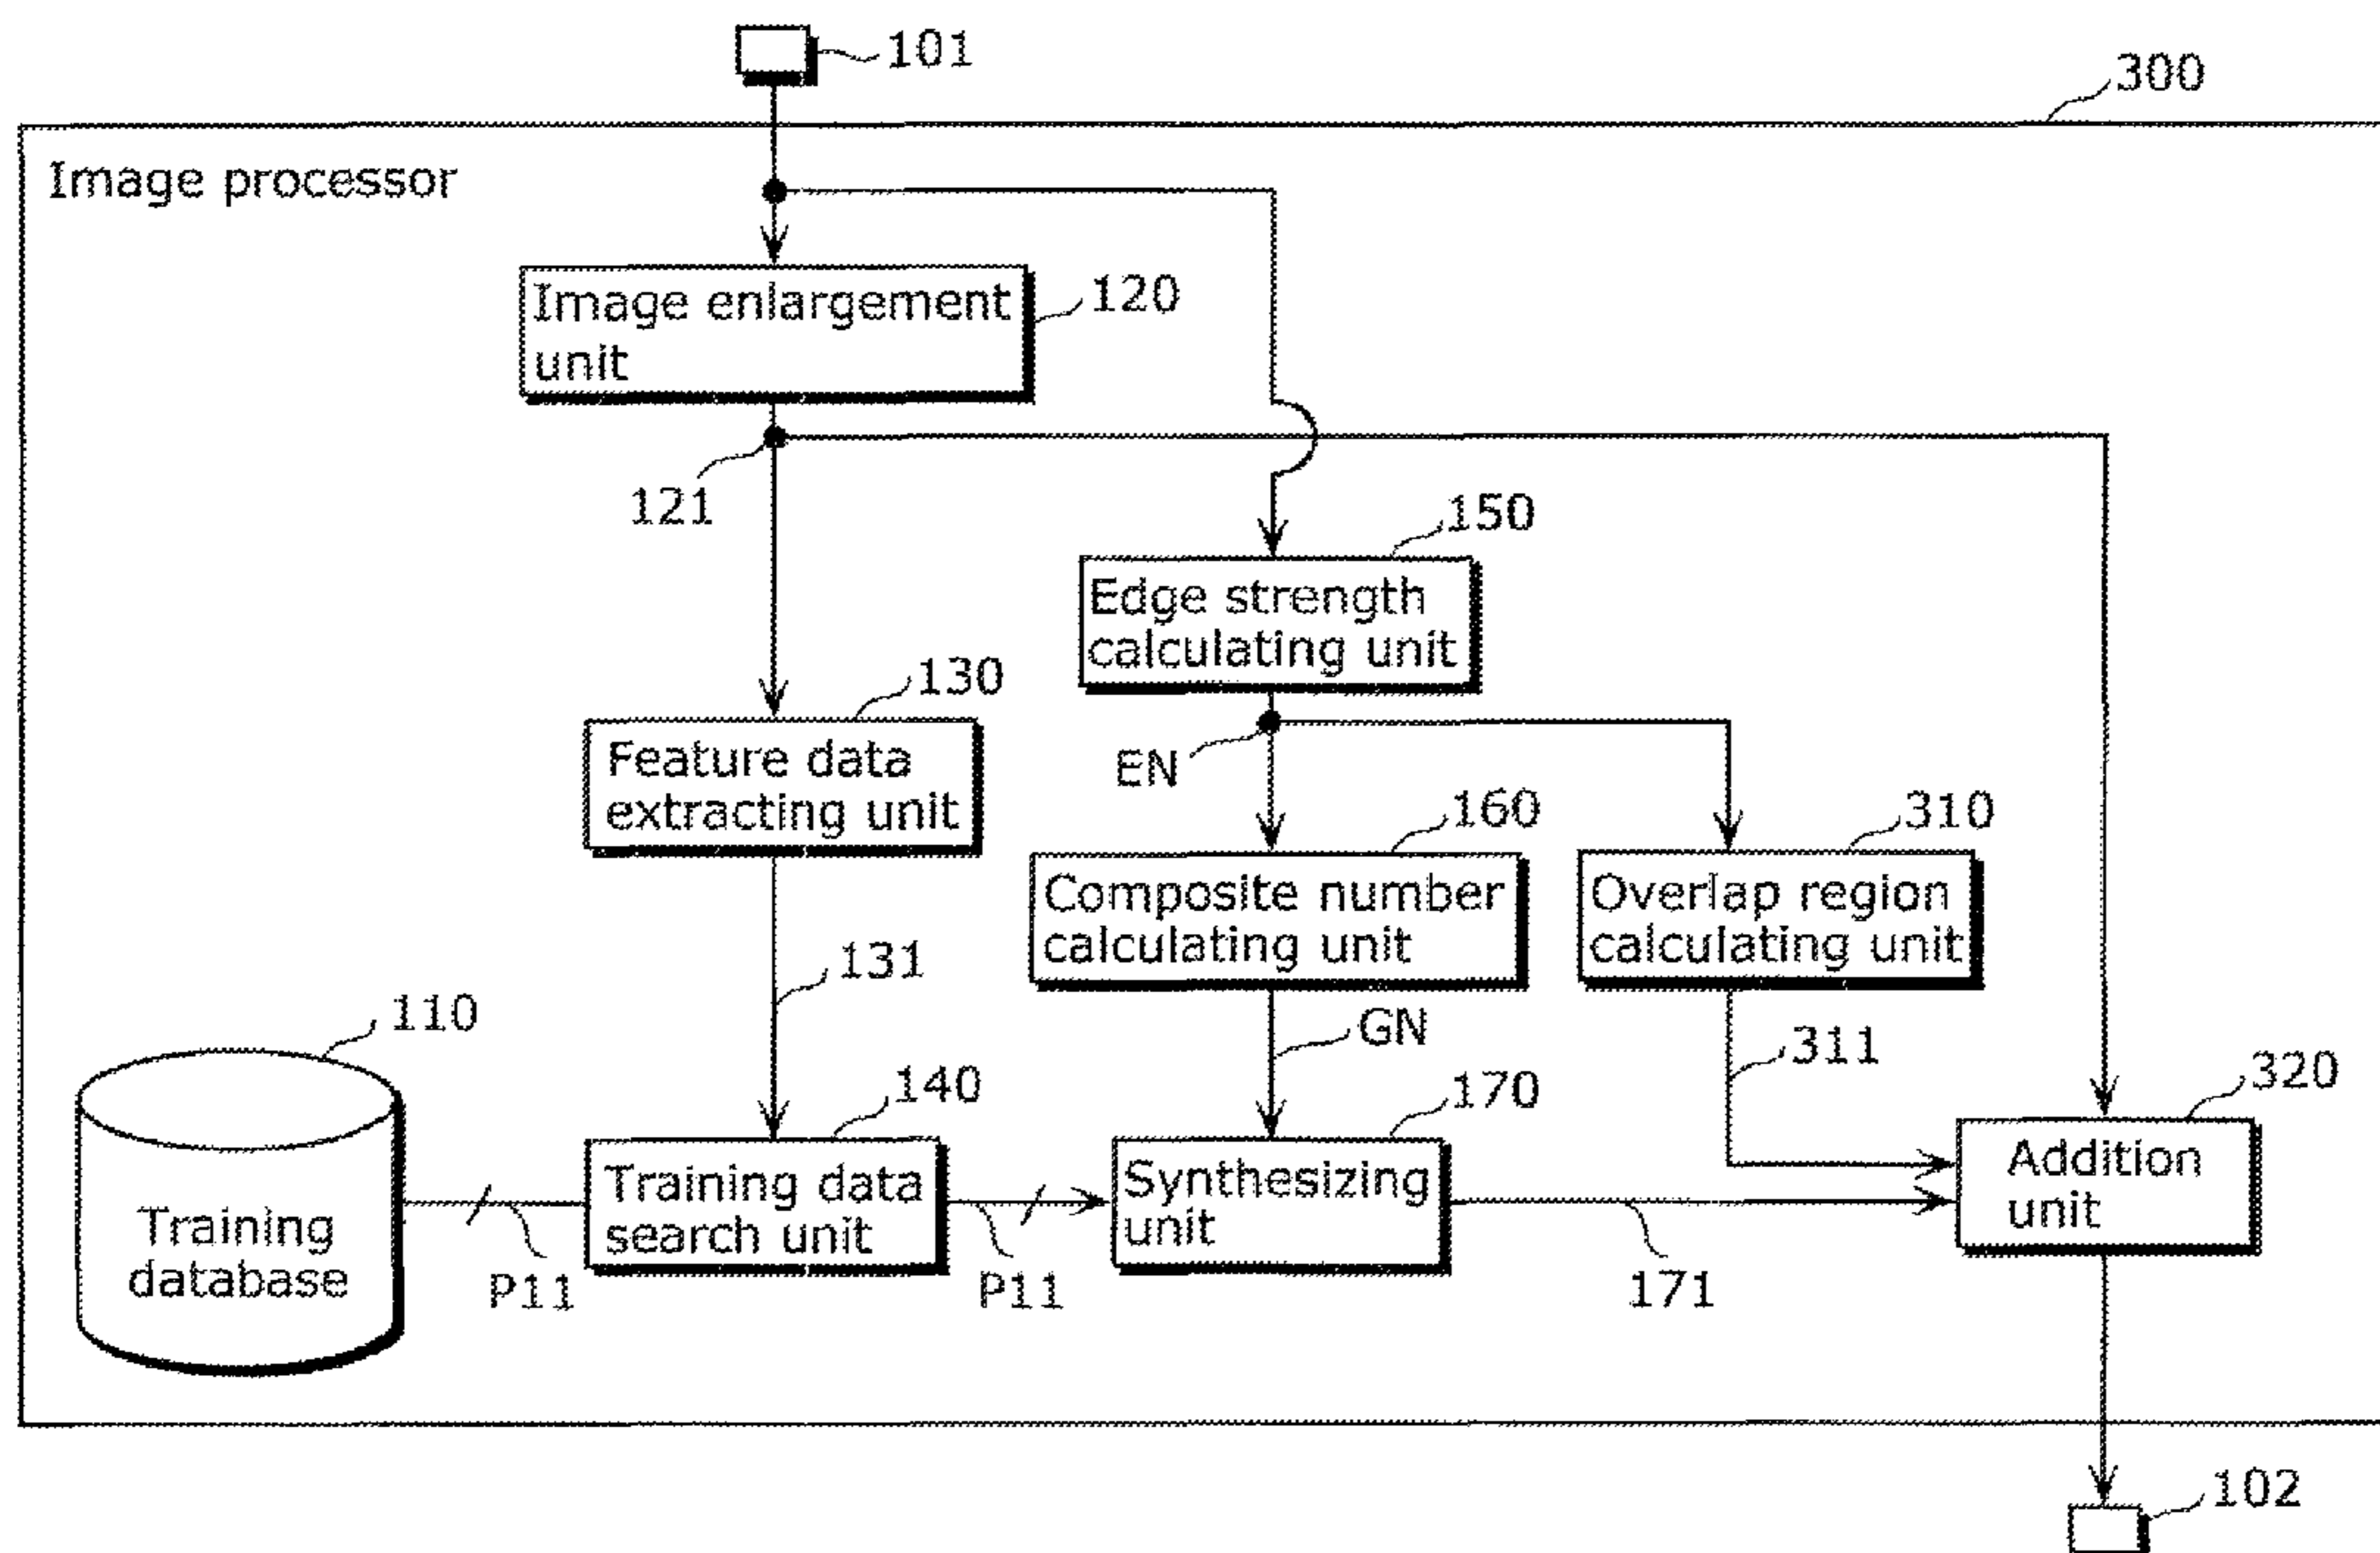 101
300
Image processor
Image enlargement
unit
120
121
150
Edge strength
calculating unit
130
Feature data
extracting unit
EN
160
310
Composite number
calculating unit
Overlap region
calculating unit
131
110
GN
311
140
170
320
Training
database
P11
Training data
search unit
P11
Synthesizing
unit
171
Addition
unit
102